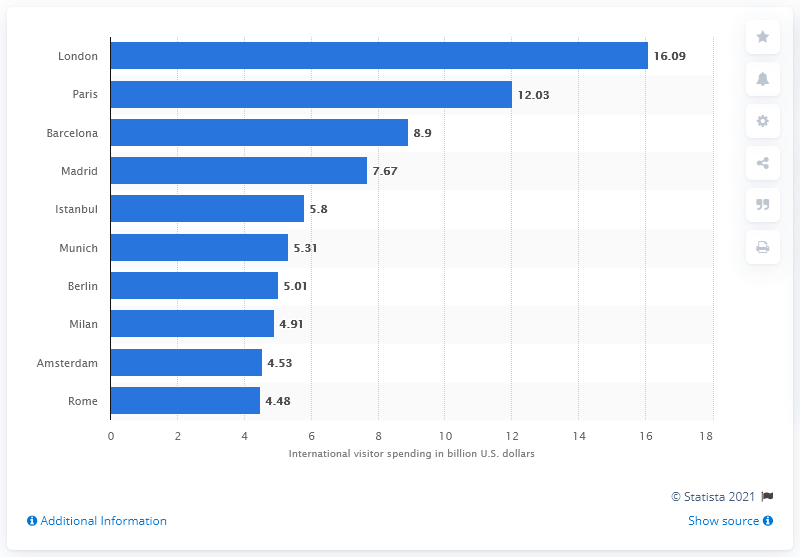 London 16.09
Paris 12.03
Barcelona 8.9
Madrid 7.67
Istanbul 5.8
Munich 5.31
Berlin 5.01
Milan 4.91
Amsterdam 4.53
Rome 4.48
0 2 4 6 8 10 12 14 16 18
International visitor spending in billion U.S. dollars
© Statista 2021
Additional Information Show source